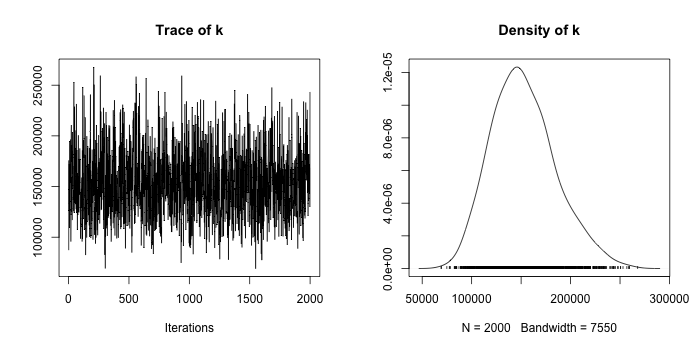 Trace of k
250000
200000
150000
100000
0
500
1000
1500
2000
Iterations
Density of k
1.2e-05
8.0e-06
4.0e-06
0.0e+00
50000
100000
200000
300000
N = 2000 Bandwidth = 7550